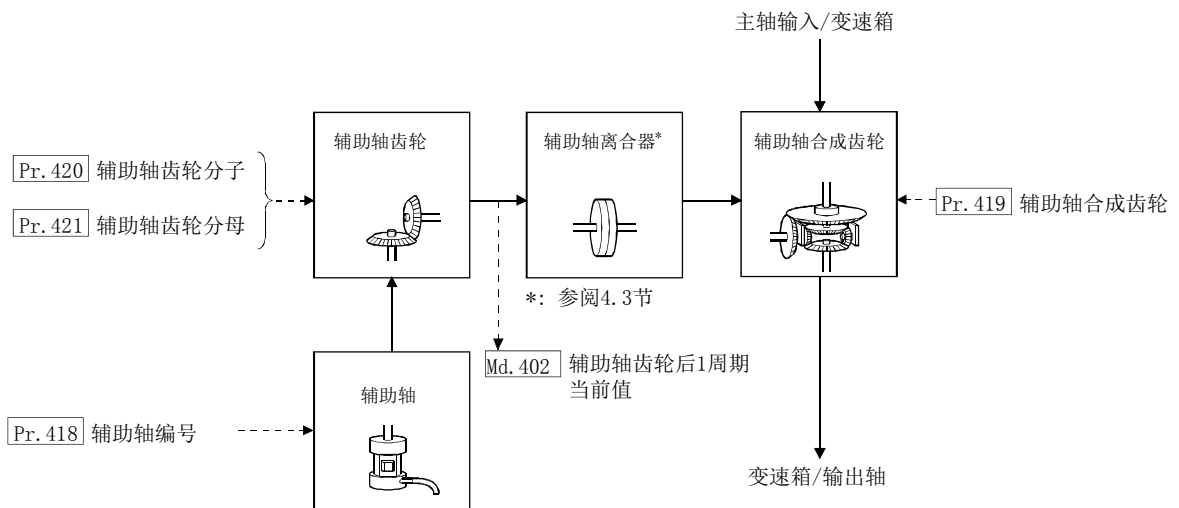 主轴输入/变速箱
辅助轴齿轮
辅助轴离合器*
辅助轴合成齿轮
Pr.420 辅助轴齿轮分子
Pr.421 辅助轴齿轮分母
Pr.419 辅助轴合成齿轮
*: 参阅4.3节
Md.402 辅助轴齿轮后1周期
当前值
辅助轴
Pr.418 辅助轴编号
变速箱/输出轴